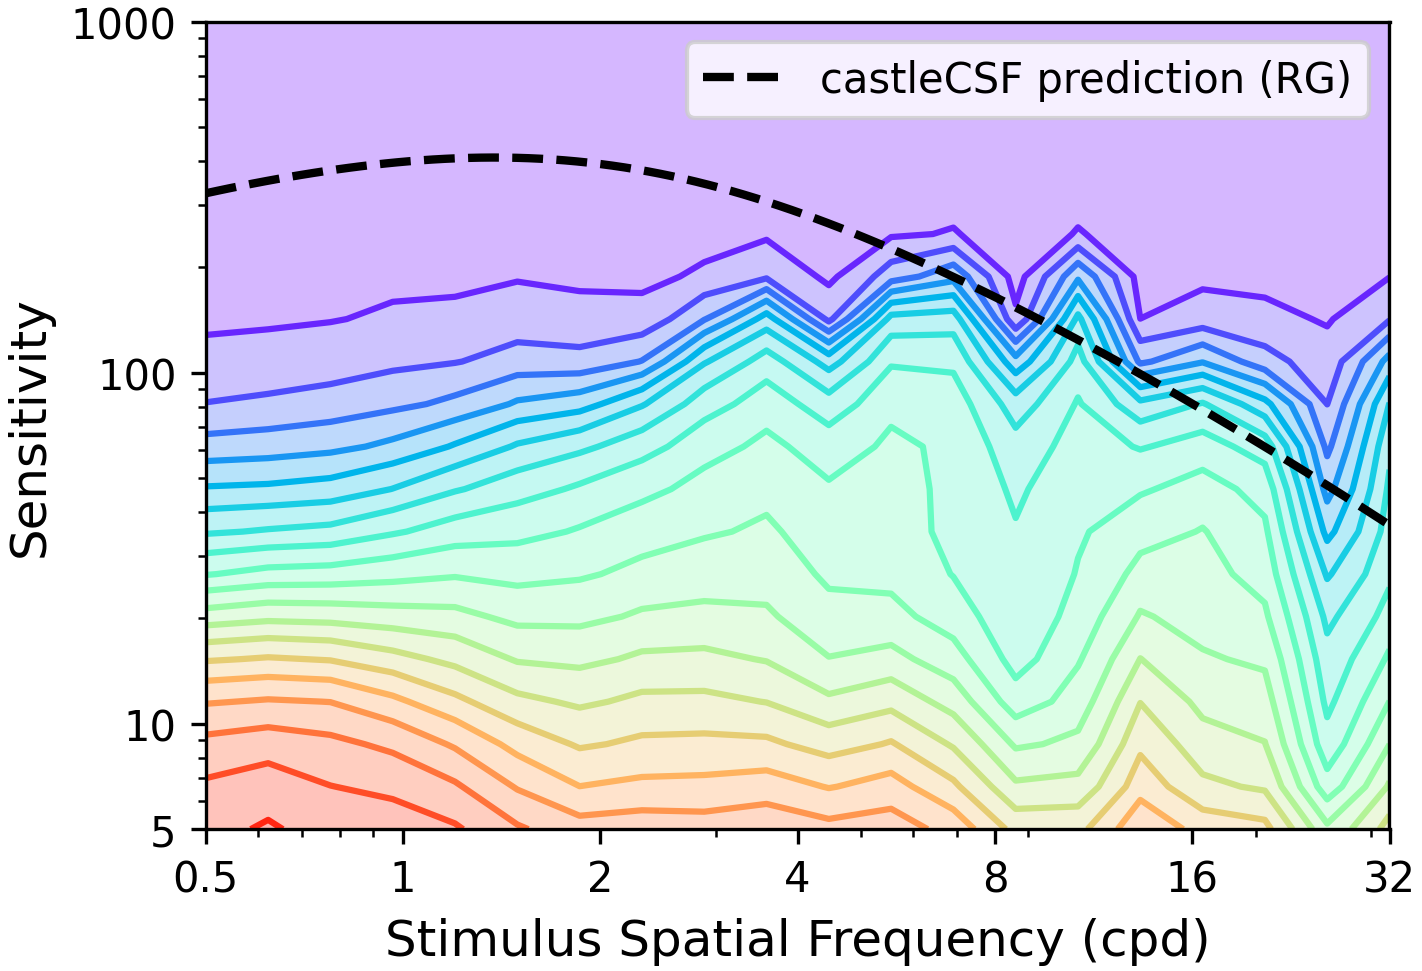 1000
castleCSF prediction (RG)
Sensitivity
100
10
5
0.5 1 2 4 8 16 32
Stimulus Spatial Frequency (cpd)